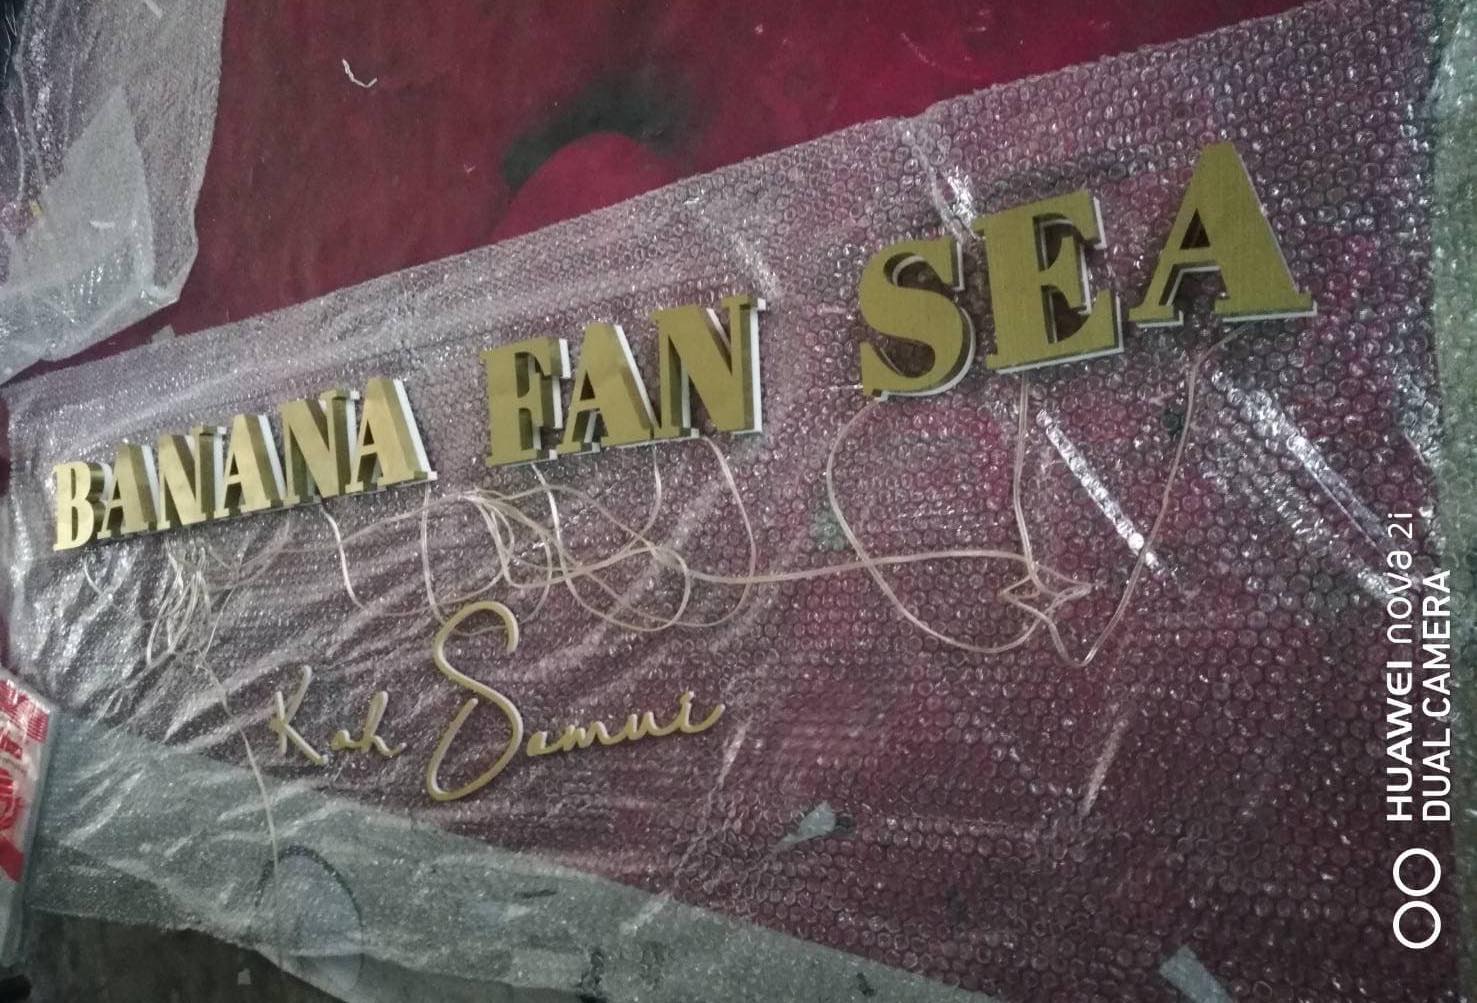 BANANA FAN SEA
Koh Samui
HUAWEI nova 2i
DUAL CAMERA